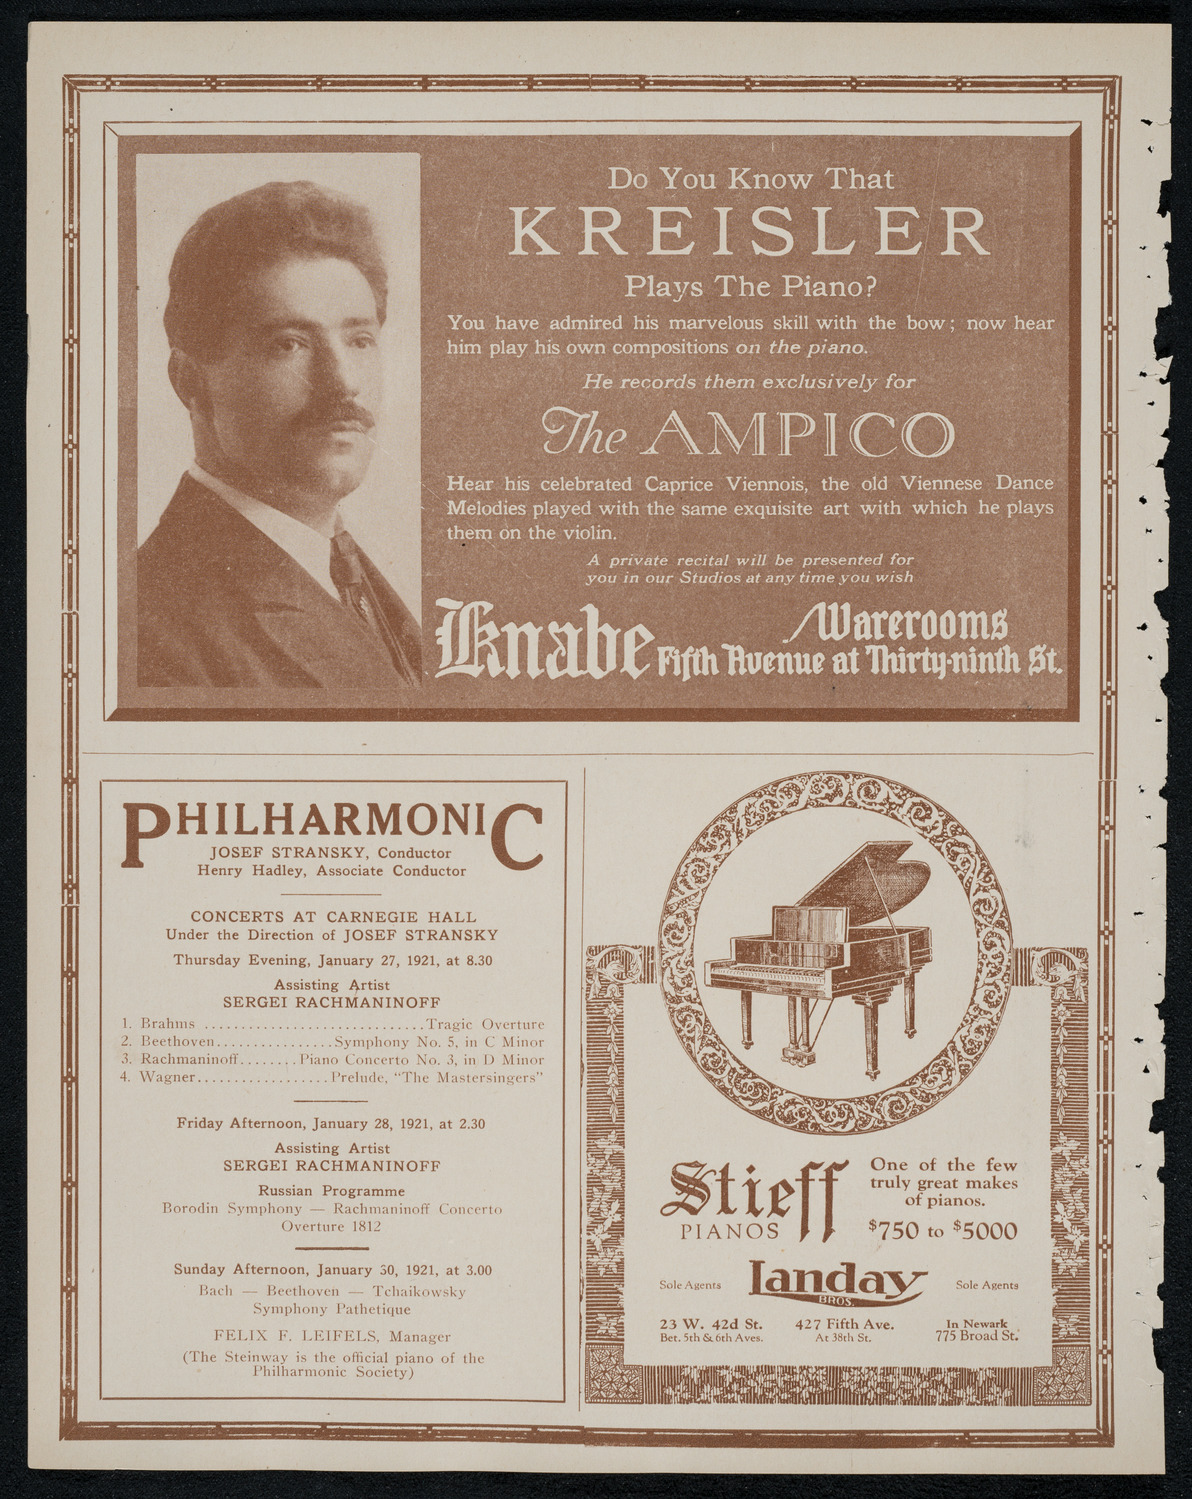 Do You Know That
KREISLER
Plays The Piano?
You have admired his marvelous skill with the bow; now hear
him play his own compositions on the piano.
He records them exclusively for
The AMPICO
Hear his celebrated Caprice Viennois, the old Viennese Dance
Melodies played with the same exquisite art with which he plays
them on the violin.
A private recital will be presented for
you in our Studios at any time you wish
Knabe Warerooms
Fifth Avenue at Thirty-ninth St.
PHILHARMONIC
JOSEF STRANSKY, Conductor
Henry Hadley, Associate Conductor
CONCERTS AT CARNEGIE HALL
Under the Direction of JOSEF STRANSKY
Thursday Evening, January 27, 1921, at 8.30
Assisting Artist
SERGEI RACHMANINOFF
1. Brahms ............................Tragic Overture
2. Beethoven...............Symphony No. 5, in C Minor
3. Rachmaninoff........Piano Concerto No. 3, in D Minor
4. Wagner.................Prelude, "The Mastersingers"
Friday Afternoon, January 28, 1921, at 2.30
Assisting Artist
SERGEI RACHMANINOFF
Russian Programme
Borodin Symphony — Rachmaninoff Concerto
Overture 1812
Sunday Afternoon, January 30, 1921, at 3.00
Bach — Beethoven — Tchaikowsky
Symphony Pathetique
FELIX F. LEIFELS, Manager
(The Steinway is the official piano of the
Philharmonic Society)
Stieff
PIANOS
One of the few
truly great makes
of pianos.
$750 to $5000
Sole Agents Landay Sole Agents
BROS.
23 W. 42d St. 427 Fifth Ave. In Newark
Bet. 5th & 6th Aves. At 38th St. 775 Broad St.